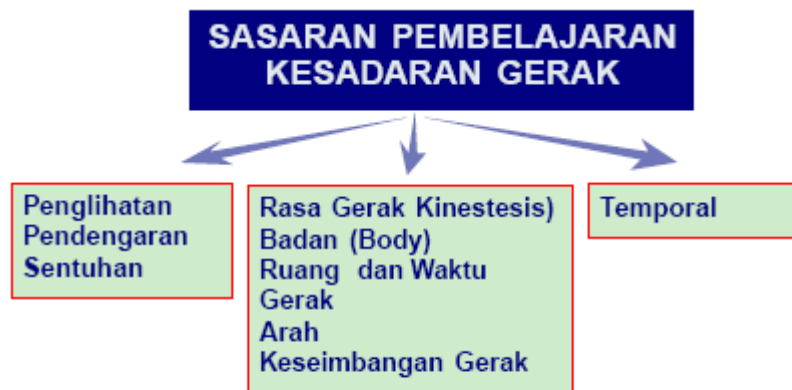 SASARAN PEMBELAJARAN
KESADARAN GERAK
Penglihatan
Pendengaran
Sentuhan
Rasa Gerak Kinestesis)
Badan (Body)
Ruang dan Waktu
Gerak
Arah
Keseimbangan Gerak
Temporal